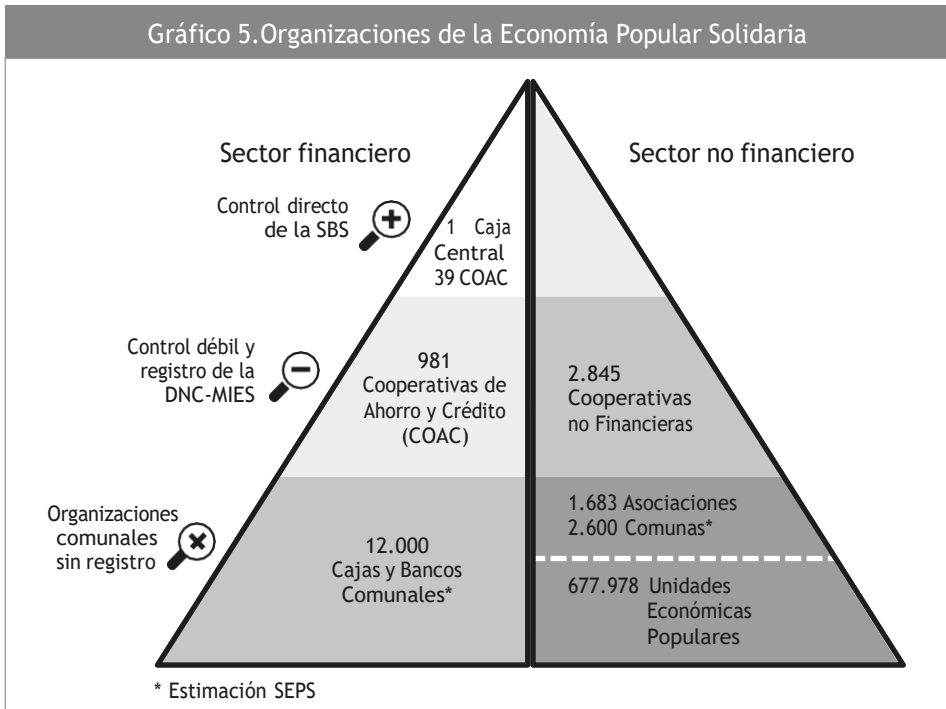 Gráfico 5.Organizaciones de la Economía Popular Solidaria
Sector financiero
Sector no financiero
Control directo
de la SBS
1 Caja
Central
39 COAC
Control débil y
registro de la
DNC-MIES
981
Cooperativas de
Ahorro y Crédito
(COAC)
2.845
Cooperativas
no Financieras
Organizaciones
comunales
sin registro
12.000
Cajas y Bancos
Comunales*
1.683 Asociaciones
2.600 Comunas*
677.978 Unidades
Económicas
Populares
* Estimación SEPS